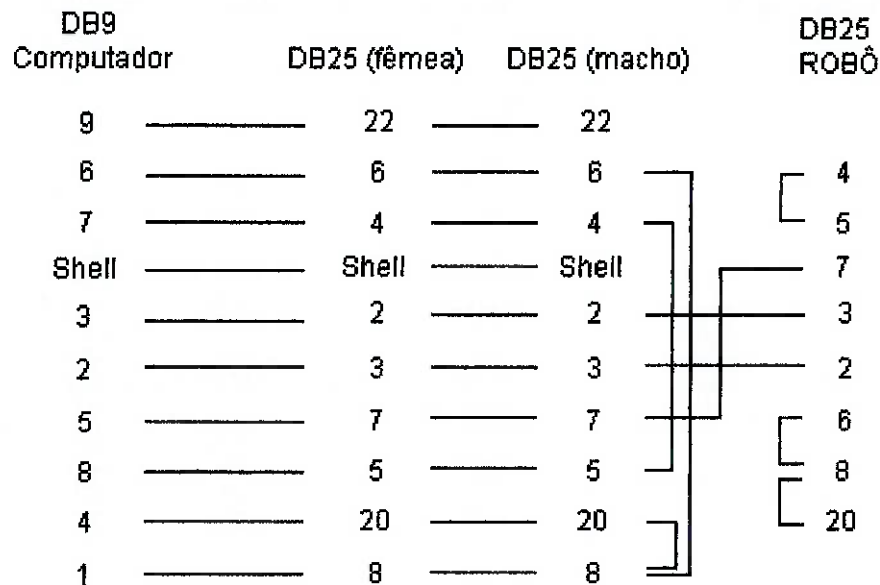 DB9
Computador DB25 (fêmea) DB25 (macho) DB25
ROBÔ
9 22 22
6 6 6 4
7 4 4 5
Shell Shell Shell 7
3 2 2 3
2 3 3 2
5 7 7 6
8 5 5 8
4 20 20 20
1 8 8